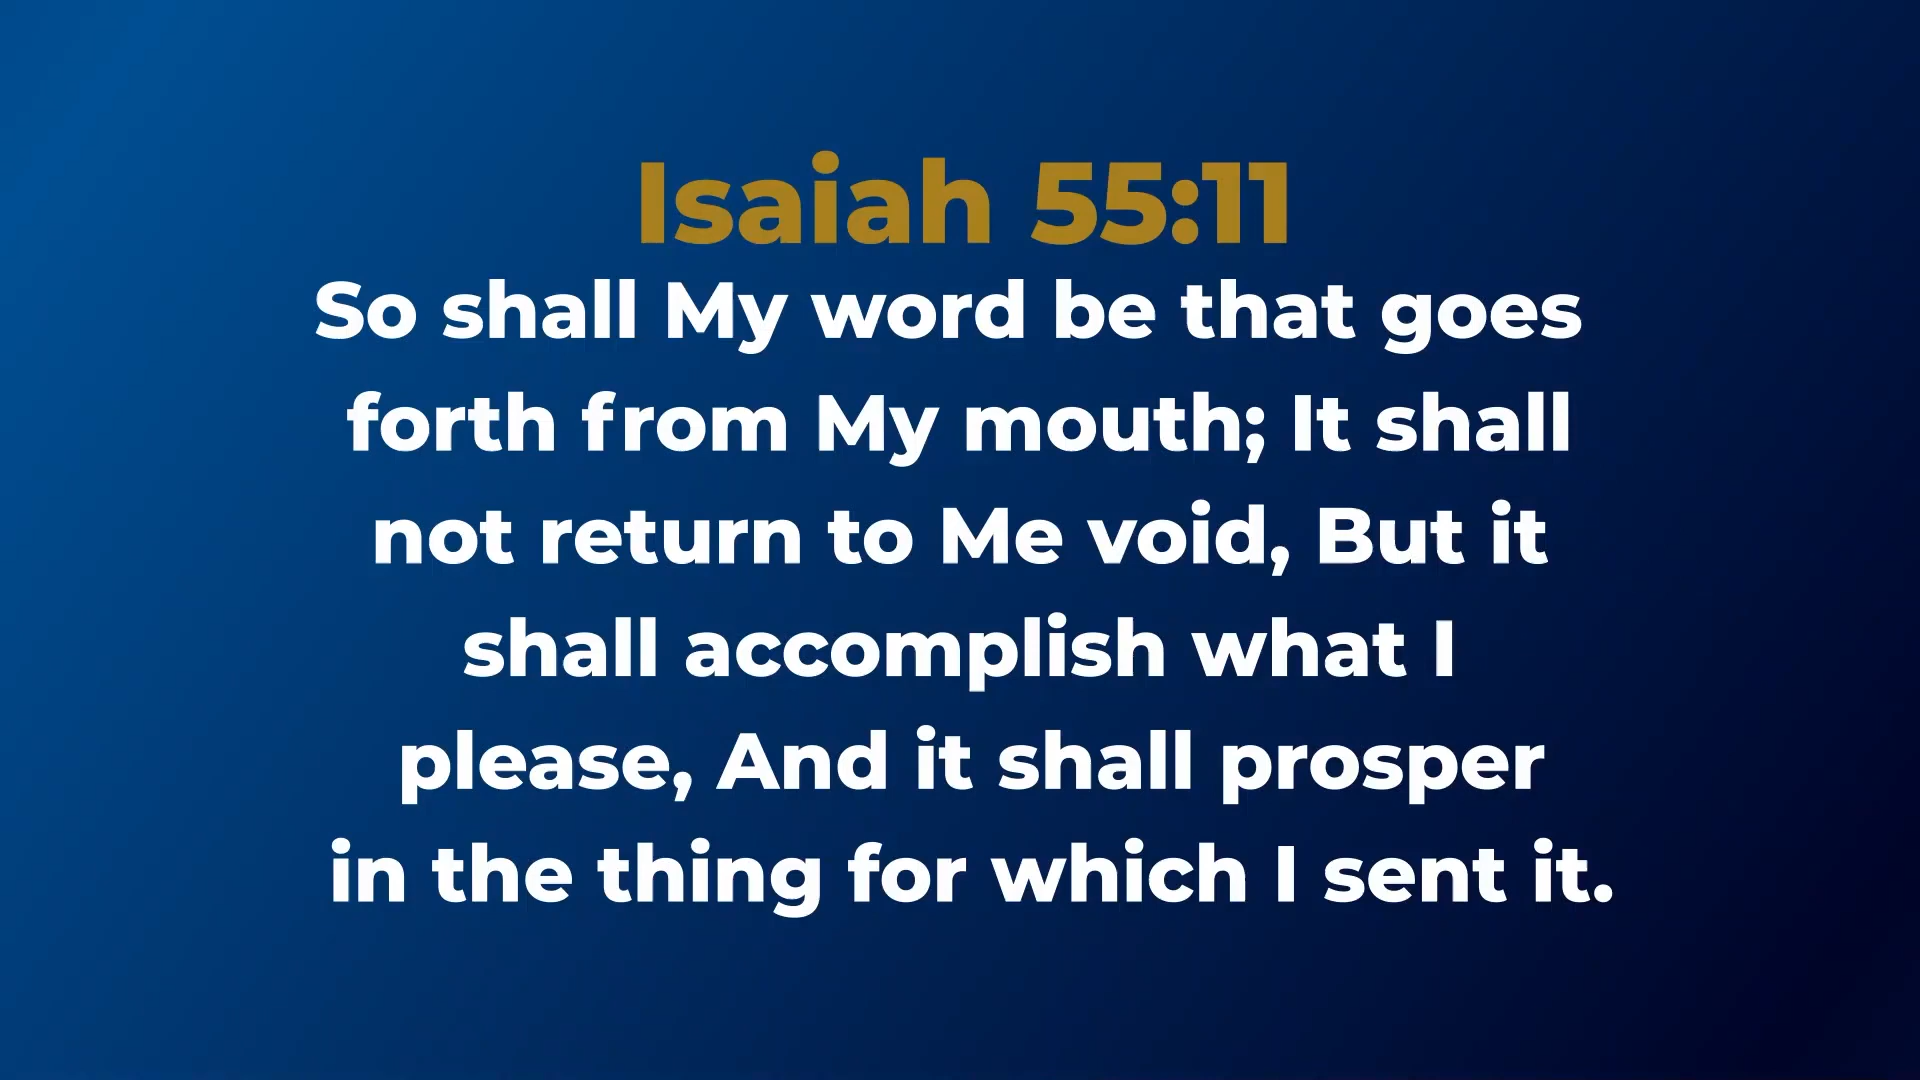 Isaiah 55:11
So shall My word be that goes
forth from My mouth; It shall
not return to Me void, But it
shall accomplish what I
please, And it shall prosper
in the thing for which I sent it.